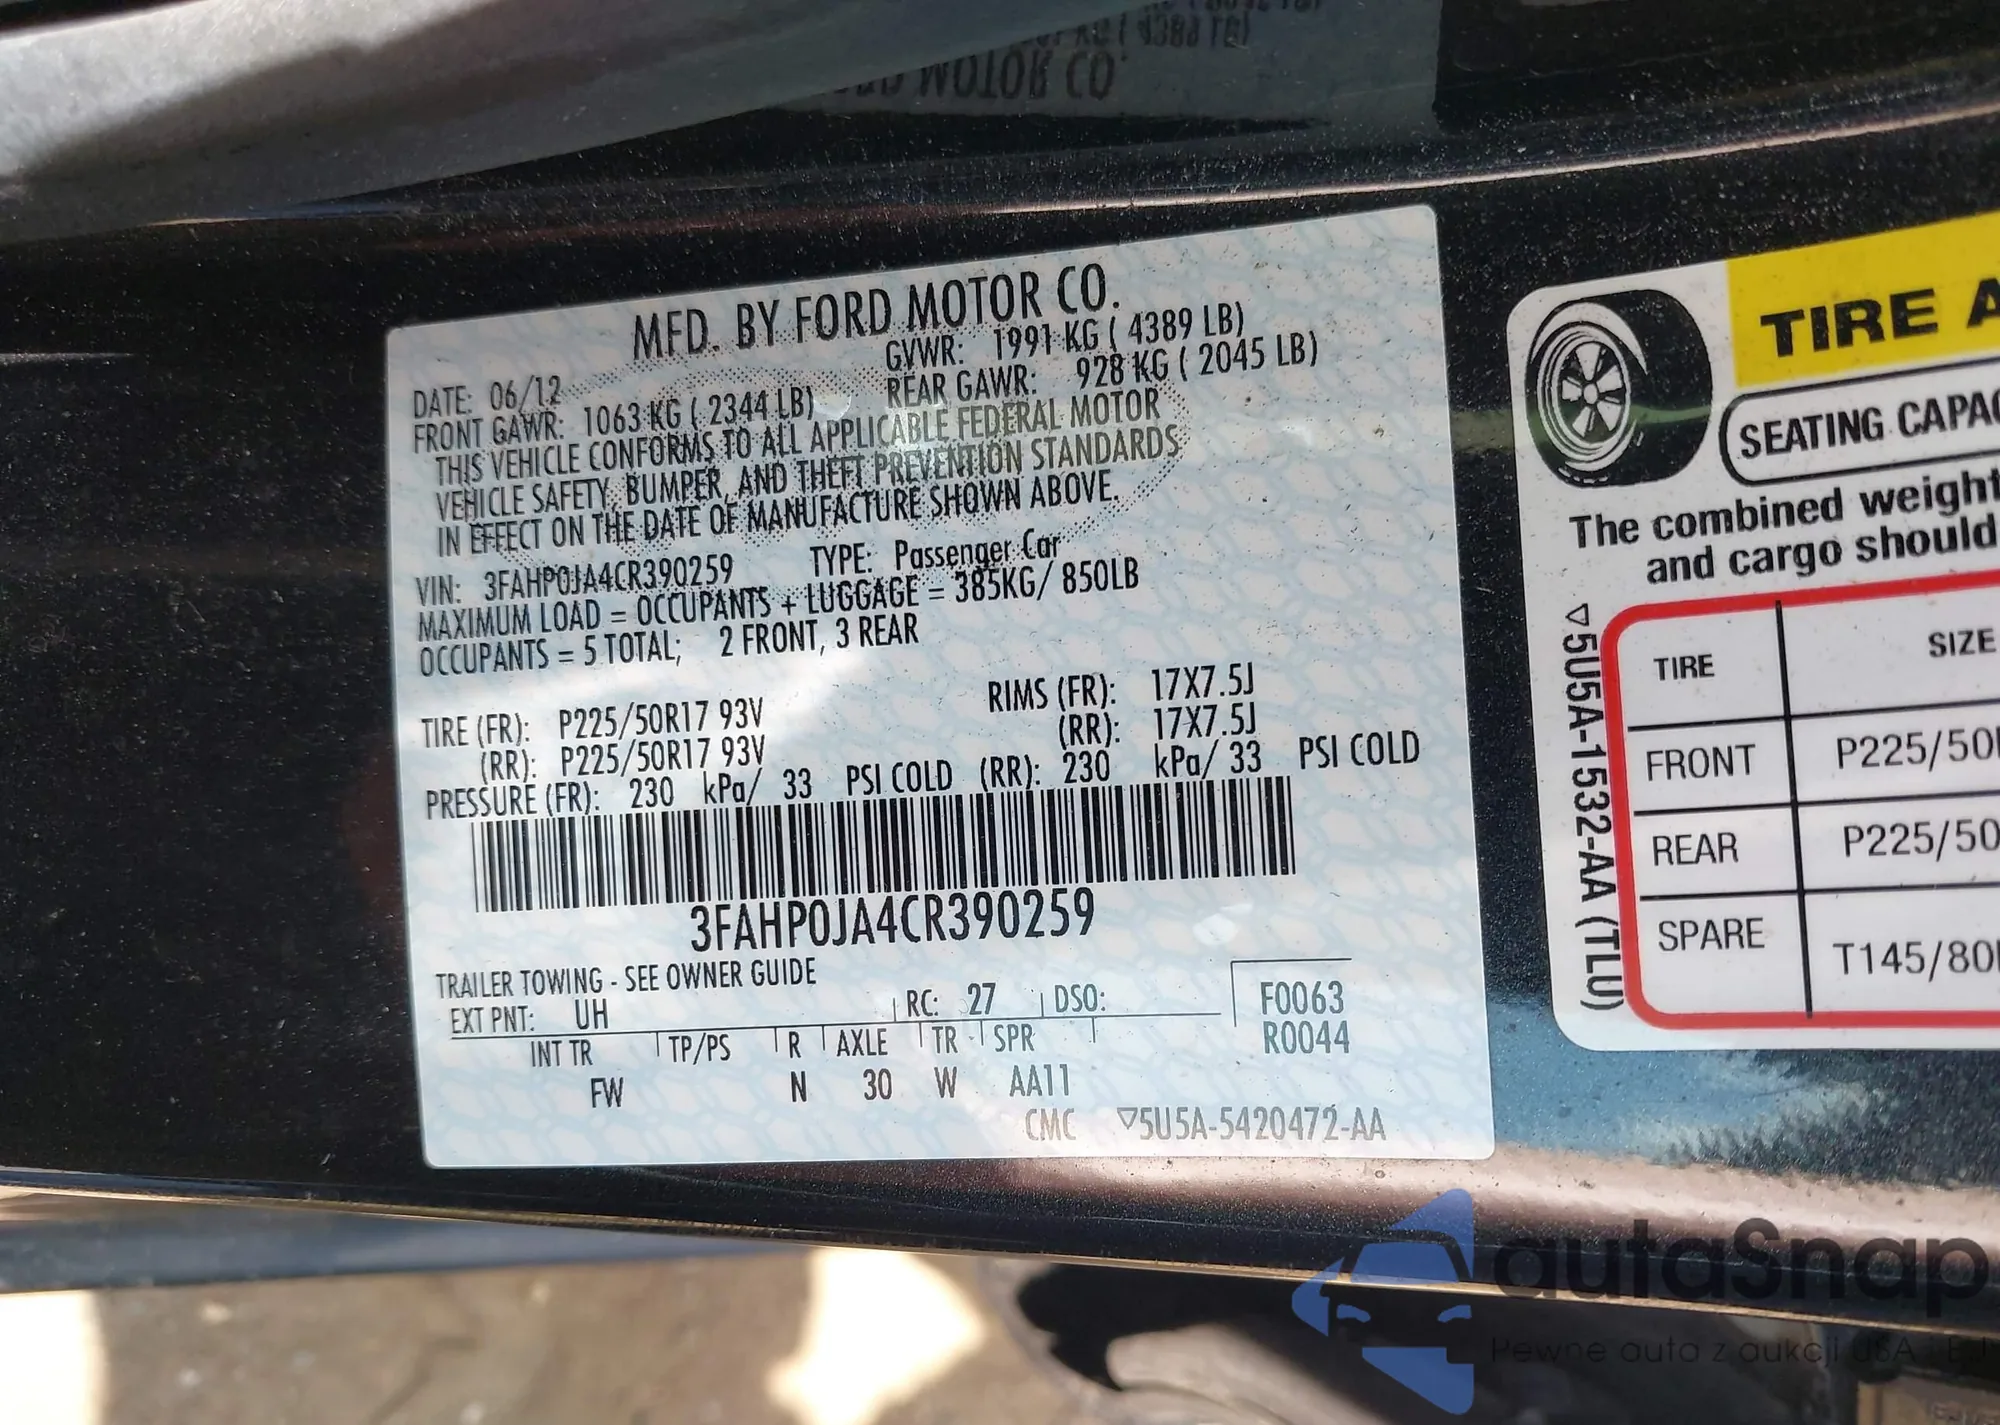 MFD. BY FORD MOTOR CO.
DATE: 06/12 GVWR: 1991 KG ( 4389 LB)
FRONT GAWR: 1063 KG ( 2344 LB) REAR GAWR: 928 KG ( 2045 LB)
THIS VEHICLE CONFORMS TO ALL APPLICABLE FEDERAL MOTOR
VEHICLE SAFETY, BUMPER, AND THEFT PREVENTION STANDARDS
IN EFFECT ON THE DATE OF MANUFACTURE SHOWN ABOVE.
VIN: 3FAHP0JA4CR390259 TYPE: Passenger Car
MAXIMUM LOAD = OCCUPANTS + LUGGAGE = 385KG/ 850LB
OCCUPANTS = 5 TOTAL; 2 FRONT, 3 REAR
TIRE (FR): P225/50R17 93V RIMS (FR): 17X7.5J
(RR): P225/50R17 93V (RR): 17X7.5J
PRESSURE (FR): 230 kPa/ 33 PSI COLD (RR): 230 kPa/ 33 PSI COLD
3FAHP0JA4CR390259
TRAILER TOWING - SEE OWNER GUIDE
EXT PNT: UH RC: 27 DSO: F0063
R0044
INT TR TP/PS R AXLE TR SPR
FW N 30 W AA11
CMC ▽5U5A-5420472-AA
TIRE A
SEATING CAPAC
The combined weight
and cargo should
▽5U5A-1532-AA (TLU)
TIRE SIZE
FRONT P225/50
REAR P225/50
SPARE T145/80
autaSnap
Pewne auta z aukcji USA